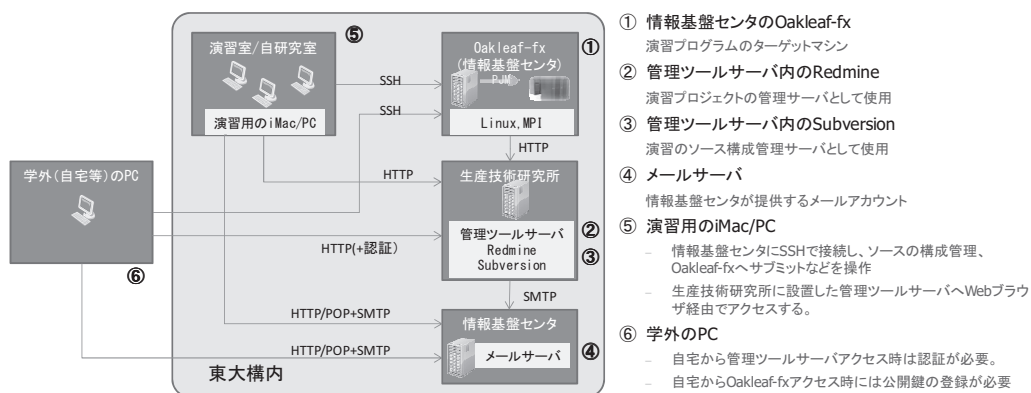 演習室/自研究室
演習用のiMac/PC
⑤
Oakleaf-fx
(情報基盤センタ)
PJM
Linux,MPI
①
SSH
SSH
HTTP
学外(自宅等)のPC
⑥
HTTP
HTTP(+認証)
生産技術研究所
管理ツールサーバ
Redmine
Subversion
②
③
SMTP
HTTP/POP+SMTP
HTTP/POP+SMTP
情報基盤センタ
メールサーバ
④
東大構内
① 情報基盤センタのOakleaf-fx
演習プログラムのターゲットマシン
② 管理ツールサーバ内のRedmine
演習プロジェクトの管理サーバとして使用
③ 管理ツールサーバ内のSubversion
演習のソース構成管理サーバとして使用
④ メールサーバ
情報基盤センタが提供するメールアカウント
⑤ 演習用のiMac/PC
– 情報基盤センタにSSHで接続し、ソースの構成管理、
Oakleaf-fxへサブミットなどを操作
– 生産技術研究所に設置した管理ツールサーバへWebブラウ
ザ経由でアクセスする。
⑥ 学外のPC
– 自宅から管理ツールサーバアクセス時は認証が必要。
– 自宅からOakleaf-fxアクセス時には公開鍵の登録が必要